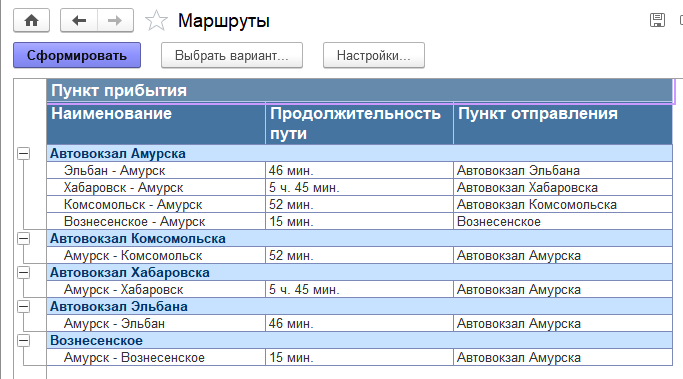 Маршруты
Сформировать Выбрать вариант... Настройки...
Пункт прибытия
Наименование Продолжительность пути Пункт отправления
Автовокзал Амурска
Эльбан - Амурск 46 мин. Автовокзал Эльбана
Хабаровск - Амурск 5 ч. 45 мин. Автовокзал Хабаровска
Комсомольск - Амурск 52 мин. Автовокзал Комсомольска
Вознесенское - Амурск 15 мин. Вознесенское
Автовокзал Комсомольска
Амурск - Комсомольск 52 мин. Автовокзал Амурска
Автовокзал Хабаровска
Амурск - Хабаровск 5 ч. 45 мин. Автовокзал Амурска
Автовокзал Эльбана
Амурск - Эльбан 46 мин. Автовокзал Амурска
Вознесенское
Амурск - Вознесенское 15 мин. Автовокзал Амурска